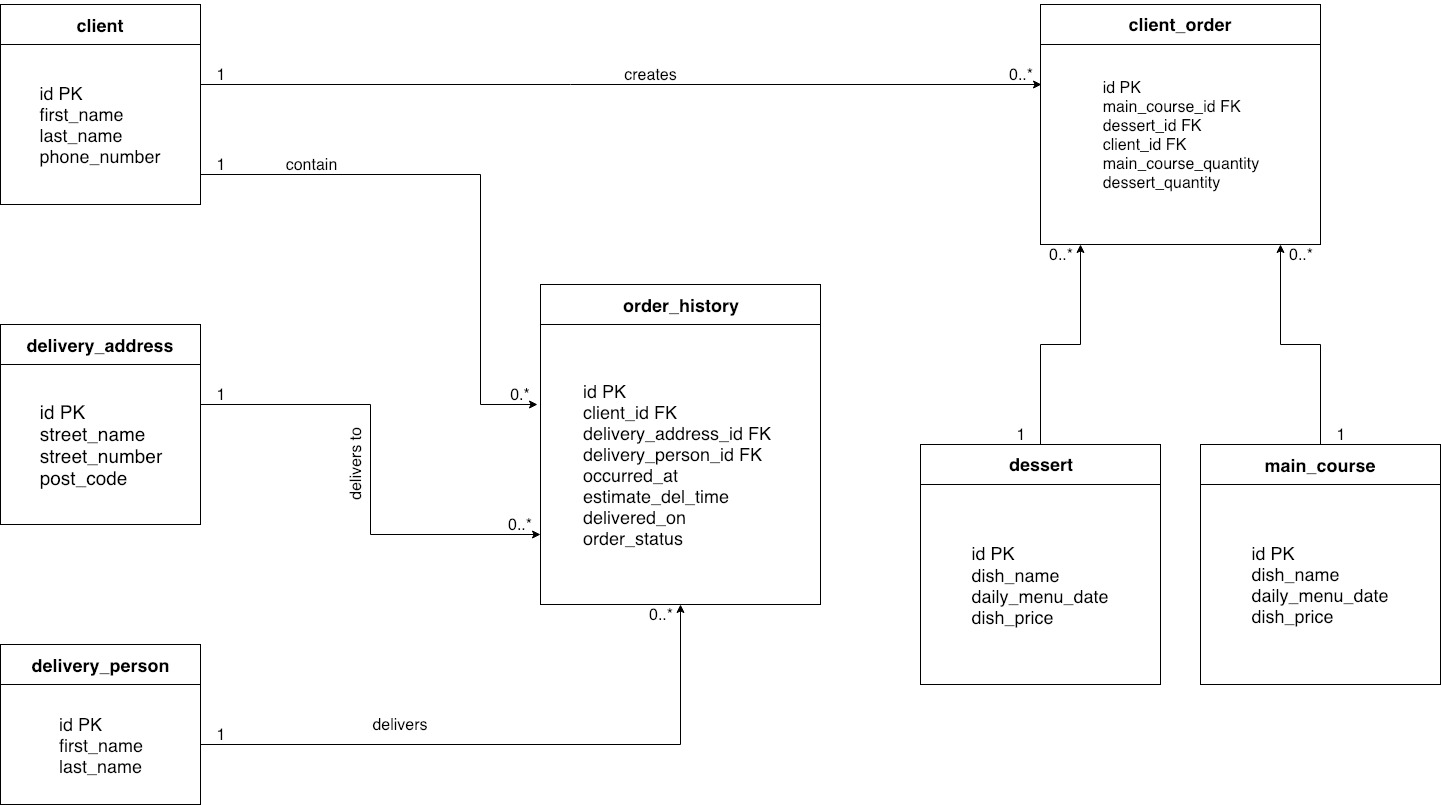 client
id PK
first_name
last_name
phone_number
1
creates
0..*
1
contain
0.*
client_order
id PK
main_course_id FK
dessert_id FK
client_id FK
main_course_quantity
dessert_quantity
0..*
0..*
delivery_address
id PK
street_name
street_number
post_code
1
delivers to
0..*
order_history
id PK
client_id FK
delivery_address_id FK
delivery_person_id FK
occurred_at
estimate_del_time
delivered_on
order_status
0..*
1
dessert
id PK
dish_name
daily_menu_date
dish_price
1
main_course
id PK
dish_name
daily_menu_date
dish_price
delivery_person
id PK
first_name
last_name
1
delivers